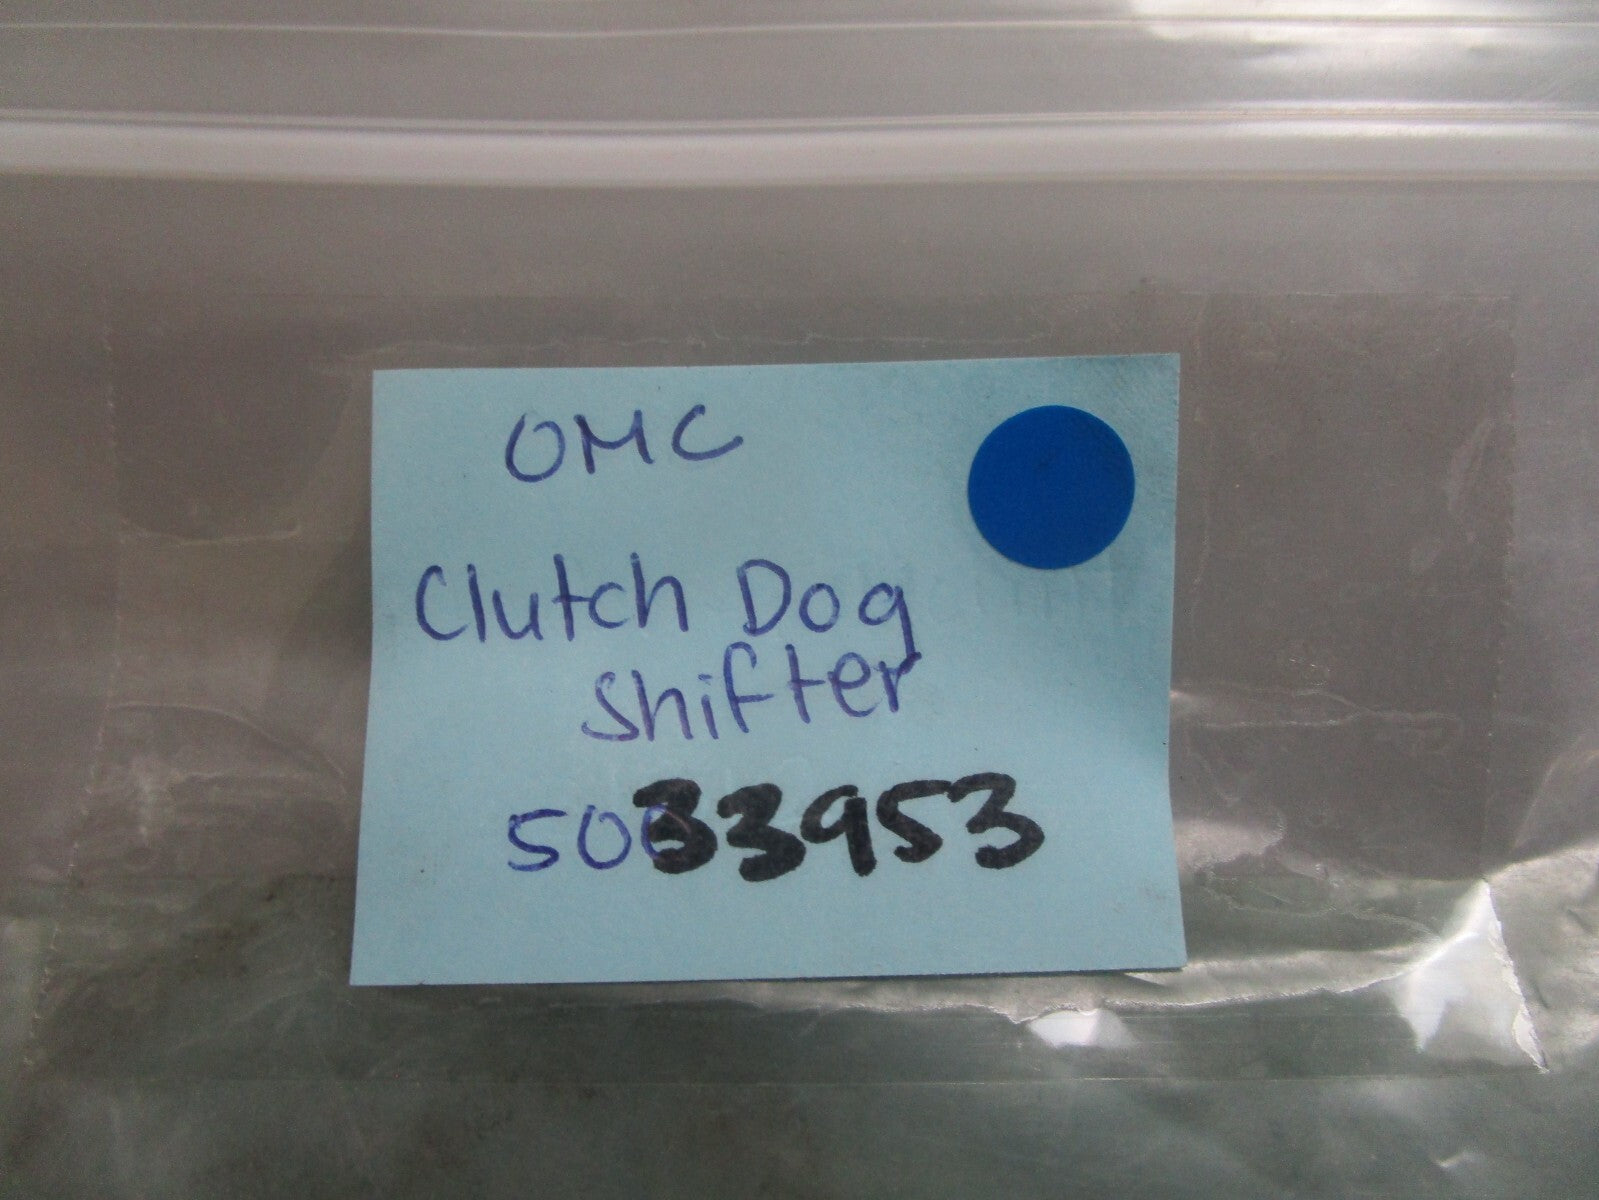 OMC
Clutch Dog
Shifter
5033953